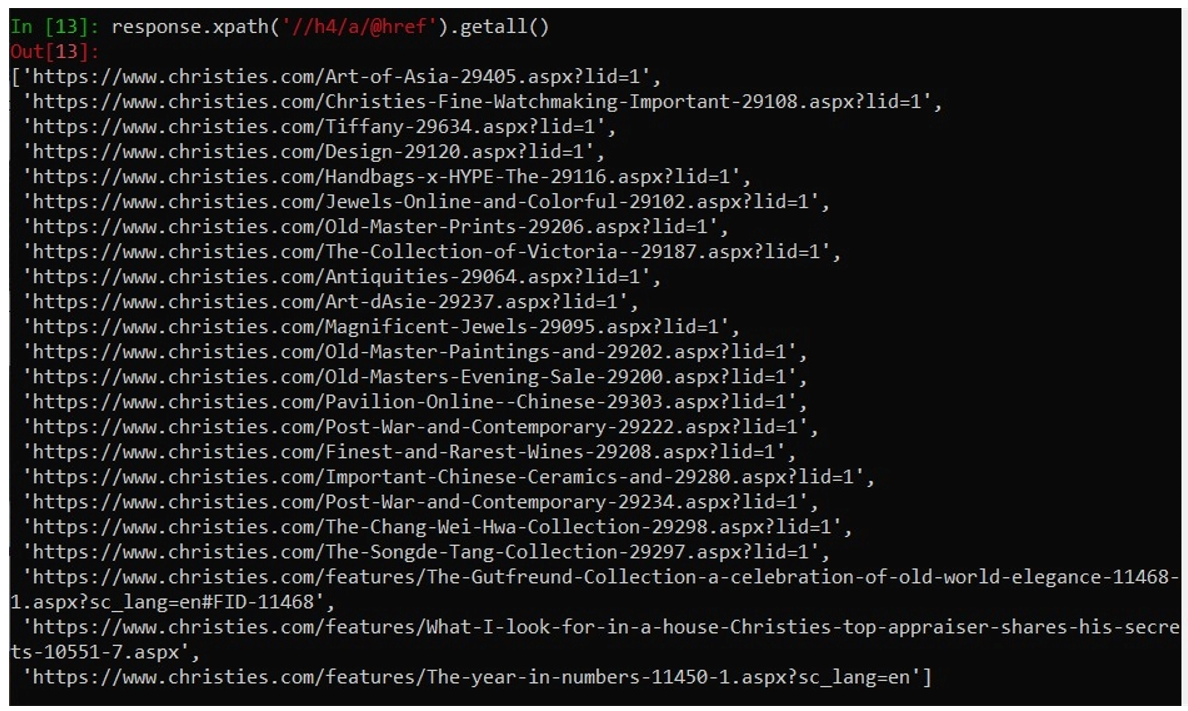 In [13]: response.xpath('//h4/a/@href').getall()
Out[13]:
['https://www.christies.com/Art-of-Asia-29405.aspx?lid=1',
 'https://www.christies.com/Christies-Fine-Watchmaking-Important-29108.aspx?lid=1',
 'https://www.christies.com/Tiffany-29634.aspx?lid=1',
 'https://www.christies.com/Design-29120.aspx?lid=1',
 'https://www.christies.com/Handbags-x-HYPE-The-29116.aspx?lid=1',
 'https://www.christies.com/Jewels-Online-and-Colorful-29102.aspx?lid=1',
 'https://www.christies.com/Old-Master-Prints-29206.aspx?lid=1',
 'https://www.christies.com/The-Collection-of-Victoria--29187.aspx?lid=1',
 'https://www.christies.com/Antiquities-29064.aspx?lid=1',
 'https://www.christies.com/Art-dAsie-29237.aspx?lid=1',
 'https://www.christies.com/Magnificent-Jewels-29095.aspx?lid=1',
 'https://www.christies.com/Old-Master-Paintings-and-29202.aspx?lid=1',
 'https://www.christies.com/Old-Masters-Evening-Sale-29200.aspx?lid=1',
 'https://www.christies.com/Pavilion-Online--Chinese-29303.aspx?lid=1',
 'https://www.christies.com/Post-War-and-Contemporary-29222.aspx?lid=1',
 'https://www.christies.com/Finest-and-Rarest-Wines-29208.aspx?lid=1',
 'https://www.christies.com/Important-Chinese-Ceramics-and-29280.aspx?lid=1',
 'https://www.christies.com/Post-War-and-Contemporary-29234.aspx?lid=1',
 'https://www.christies.com/The-Chang-Wei-Hwa-Collection-29298.aspx?lid=1',
 'https://www.christies.com/The-Songde-Tang-Collection-29297.aspx?lid=1',
 'https://www.christies.com/features/The-Gutfreund-Collection-a-celebration-of-old-world-elegance-11468-
1.aspx?sc_lang=en#FID-11468',
 'https://www.christies.com/features/What-I-look-for-in-a-house-Christies-top-appraiser-shares-his-secre
ts-10551-7.aspx',
 'https://www.christies.com/features/The-year-in-numbers-11450-1.aspx?sc_lang=en']